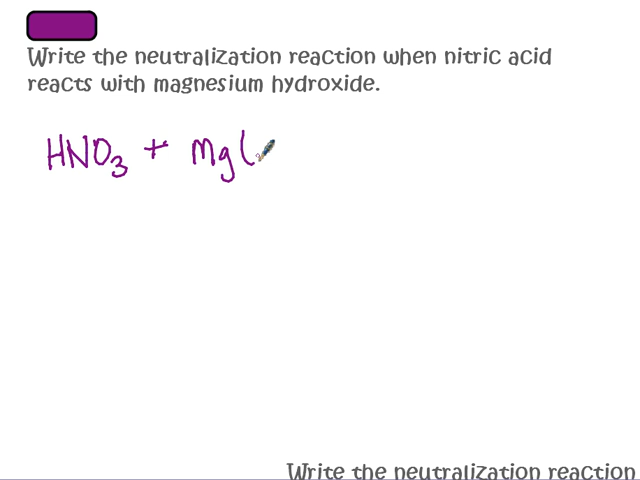 Write the neutralization reaction when nitric acid
reacts with magnesium hydroxide.
HNO₃ + Mg(
Write the neutralization reaction